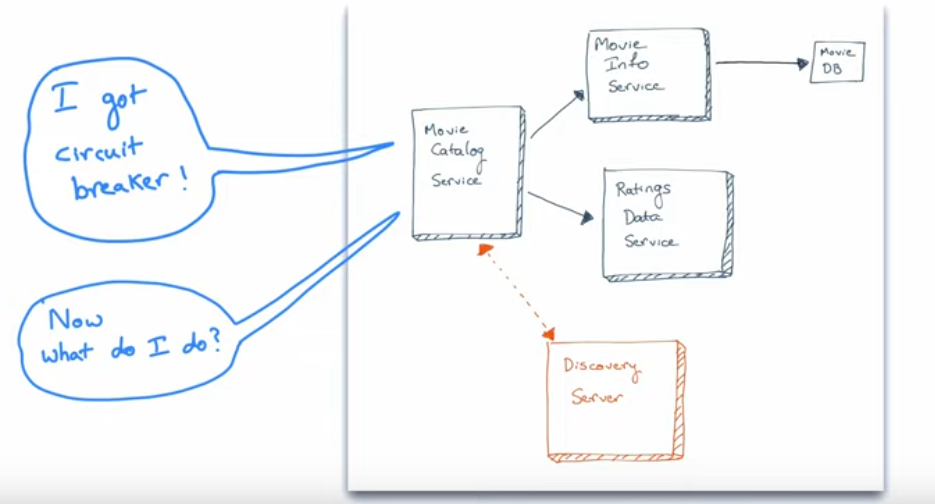 I got
circuit
breaker!
Now
what do I do?
Movie
Catalog
Service
Movie
Info
Service
Movie
DB
Ratings
Data
Service
Discovery
Server